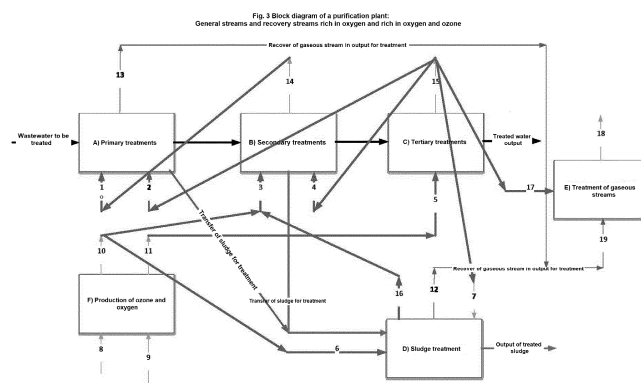 Fig. 3 Block diagram of a purification plant:
General streams and recovery streams rich in oxygen and rich in oxygen and ozone
Recover of gaseous stream in output for treatment
13
14
15
18
Wastewater to be
treated
A) Primary treatments
B) Secondary treatments
C) Tertiary treatments
Treated water
output
E) Treatment of gaseous
streams
1
2
3
4
5
17
19
Transfer of sludge for treatment
10
11
Recovery of gaseous stream in output for treatment
16
12
7
F) Production of ozone and
oxygen
Transfer of sludge for treatment
8
9
6
D) Sludge treatment
Output of treated
sludge